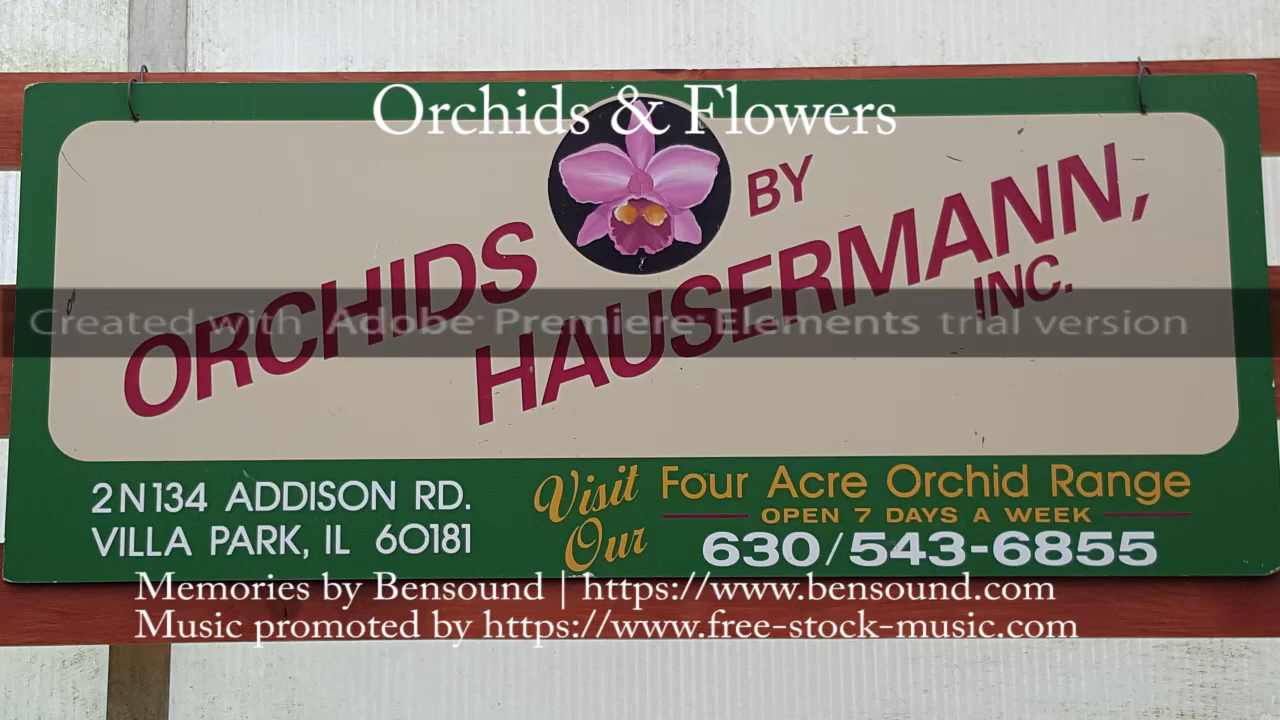 Orchids & Flowers
ORCHIDS BY
HAUSERMANN,
INC.
Created with Adobe Premiere Elements trial version
2N134 ADDISON RD.
VILLA PARK, IL 60181
Visit
Our
Four Acre Orchid Range
OPEN 7 DAYS A WEEK
630/543-6855
Memories by Bensound | https://www.bensound.com
Music promoted by https://www.free-stock-music.com